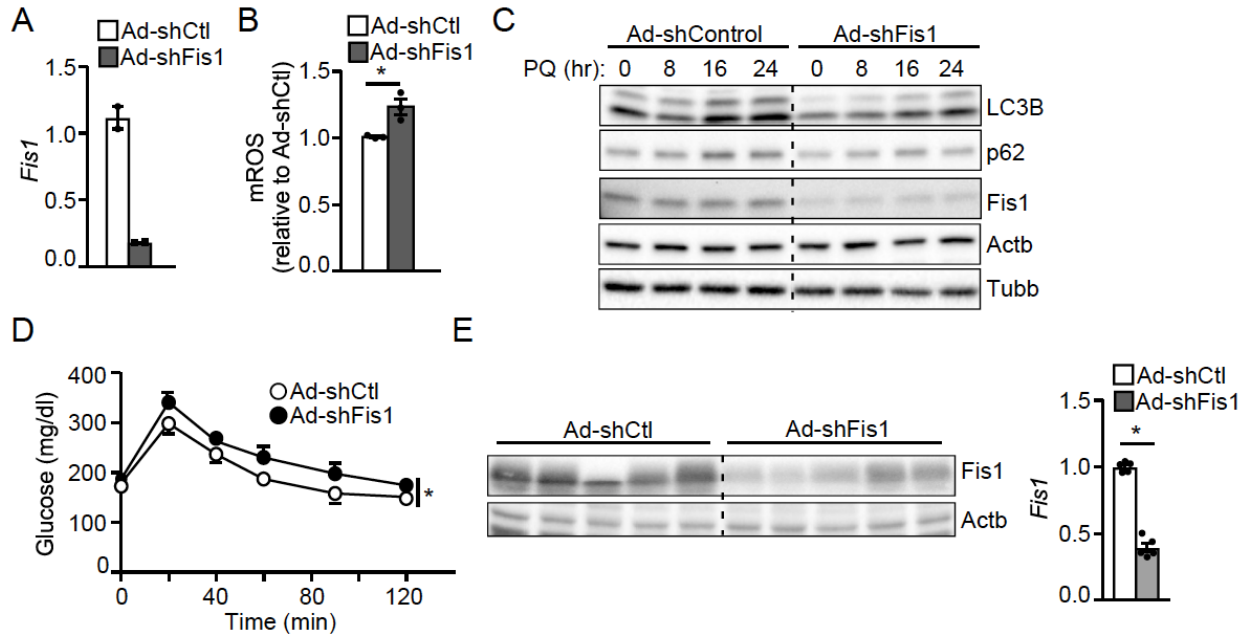 A
Ad-shCtl
Ad-shFis1
1.5
1.0
0.5
0.0
Fis1
B
Ad-shCtl
Ad-shFis1
*
1.5
1.0
0.5
0.0
mROS
(relative to Ad-shCtl)
C
Ad-shControl Ad-shFis1
PQ (hr): 0 8 16 24 0 8 16 24
LC3B
p62
Fis1
Actb
Tubb
D
400
300
200
100
0
Glucose (mg/dl)
Ad-shCtl
Ad-shFis1
*
0 40 80 120
Time (min)
E
Ad-shCtl Ad-shFis1
Fis1
Actb
Ad-shCtl
Ad-shFis1
1.5
*
1.0
0.5
0.0
Fis1